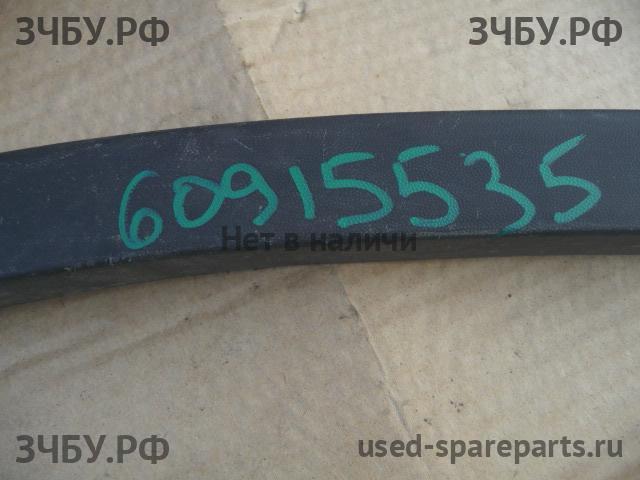 ЗЧБУ.РФ ЗЧБУ.РФ
60915535
Нет в наличи
ЗЧБУ.РФ used-spareparts.ru